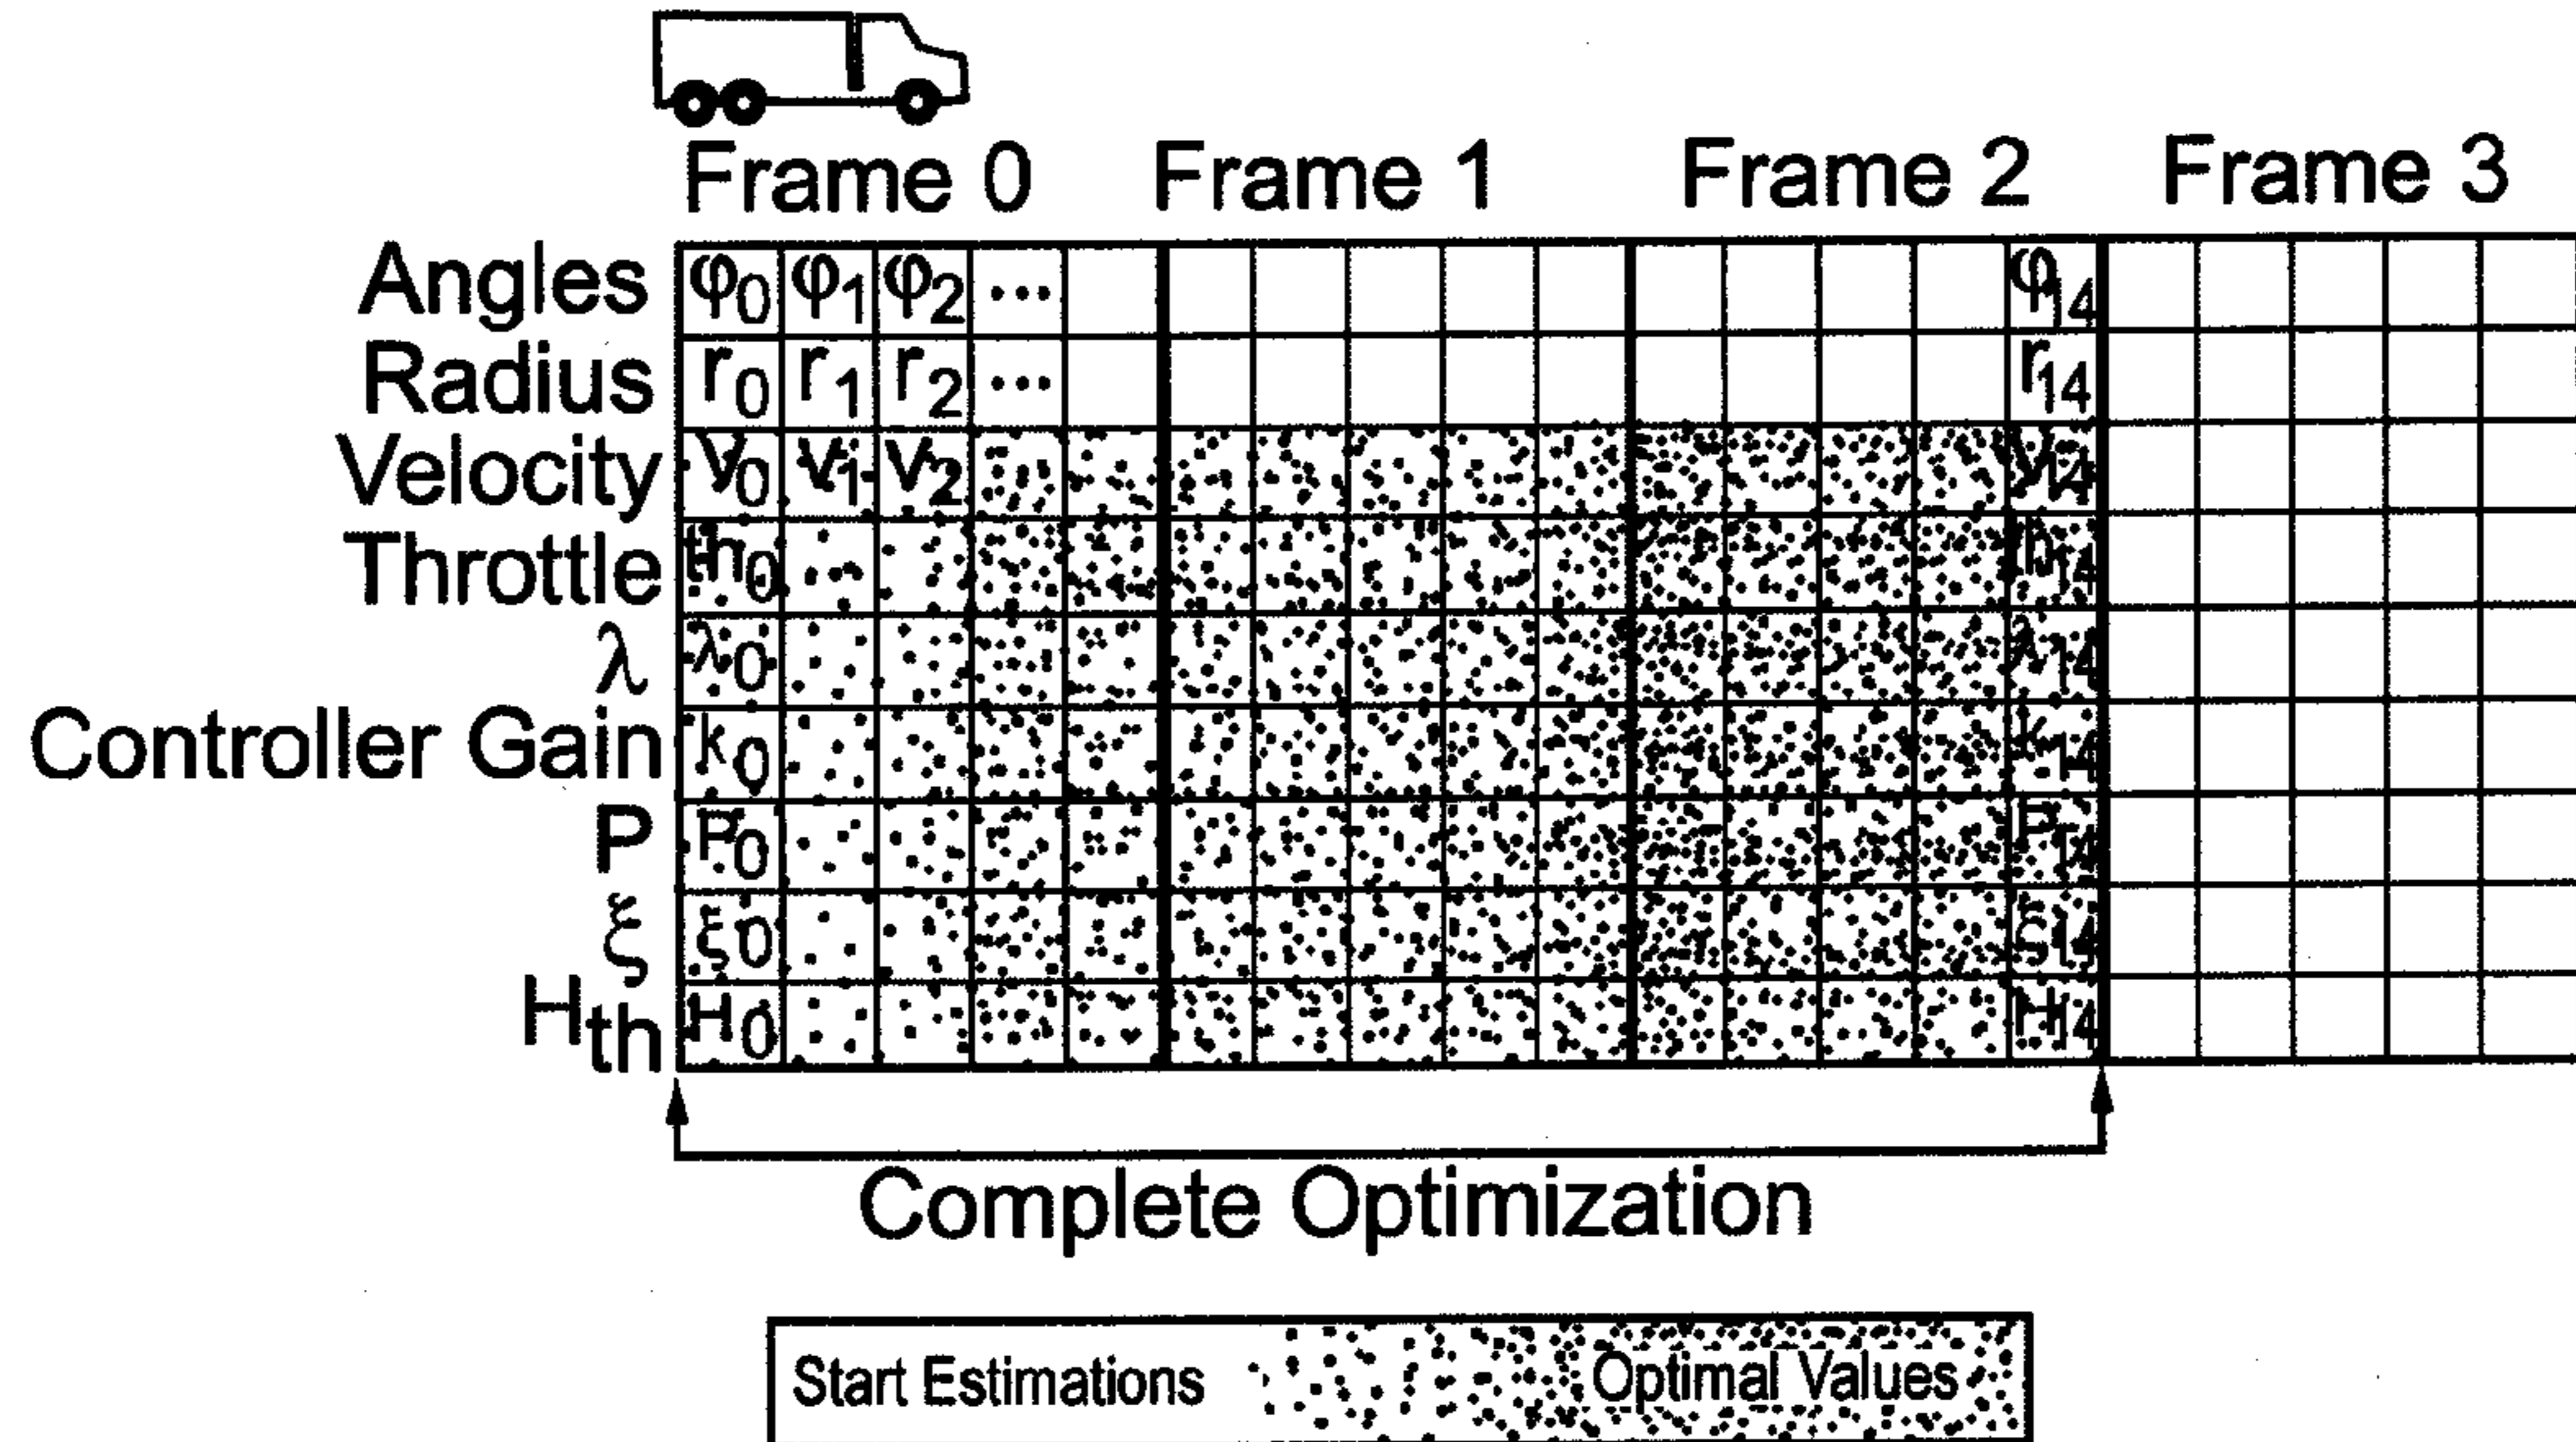 Frame 0 Frame 1 Frame 2 Frame 3
Angles φ0 φ1 φ2 ... φ14
Radius r0 r1 r2 ... r14
Velocity v0 v1 v2 v14
Throttle th0 th14
λ λ0 λ14
Controller Gain k0 k14
P P0 P14
ξ ξ0 ξ14
Hth H0 H14
Complete Optimization
Start Estimations Optimal Values